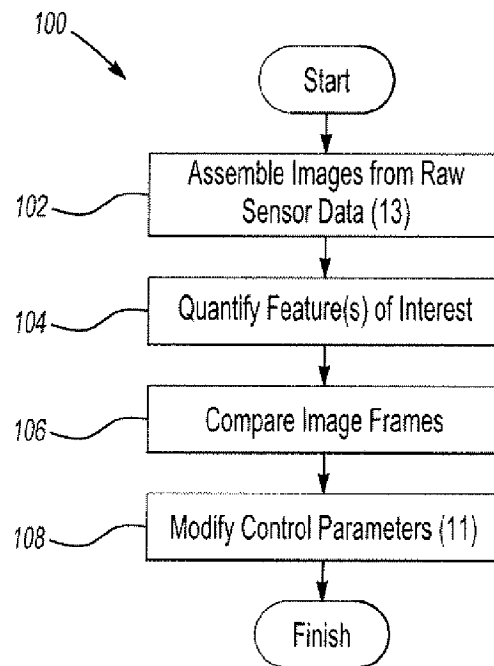 100
Start
102
Assemble Images from Raw
Sensor Data (13)
104
Quantify Feature(s) of Interest
106
Compare Image Frames
108
Modify Control Parameters (11)
Finish